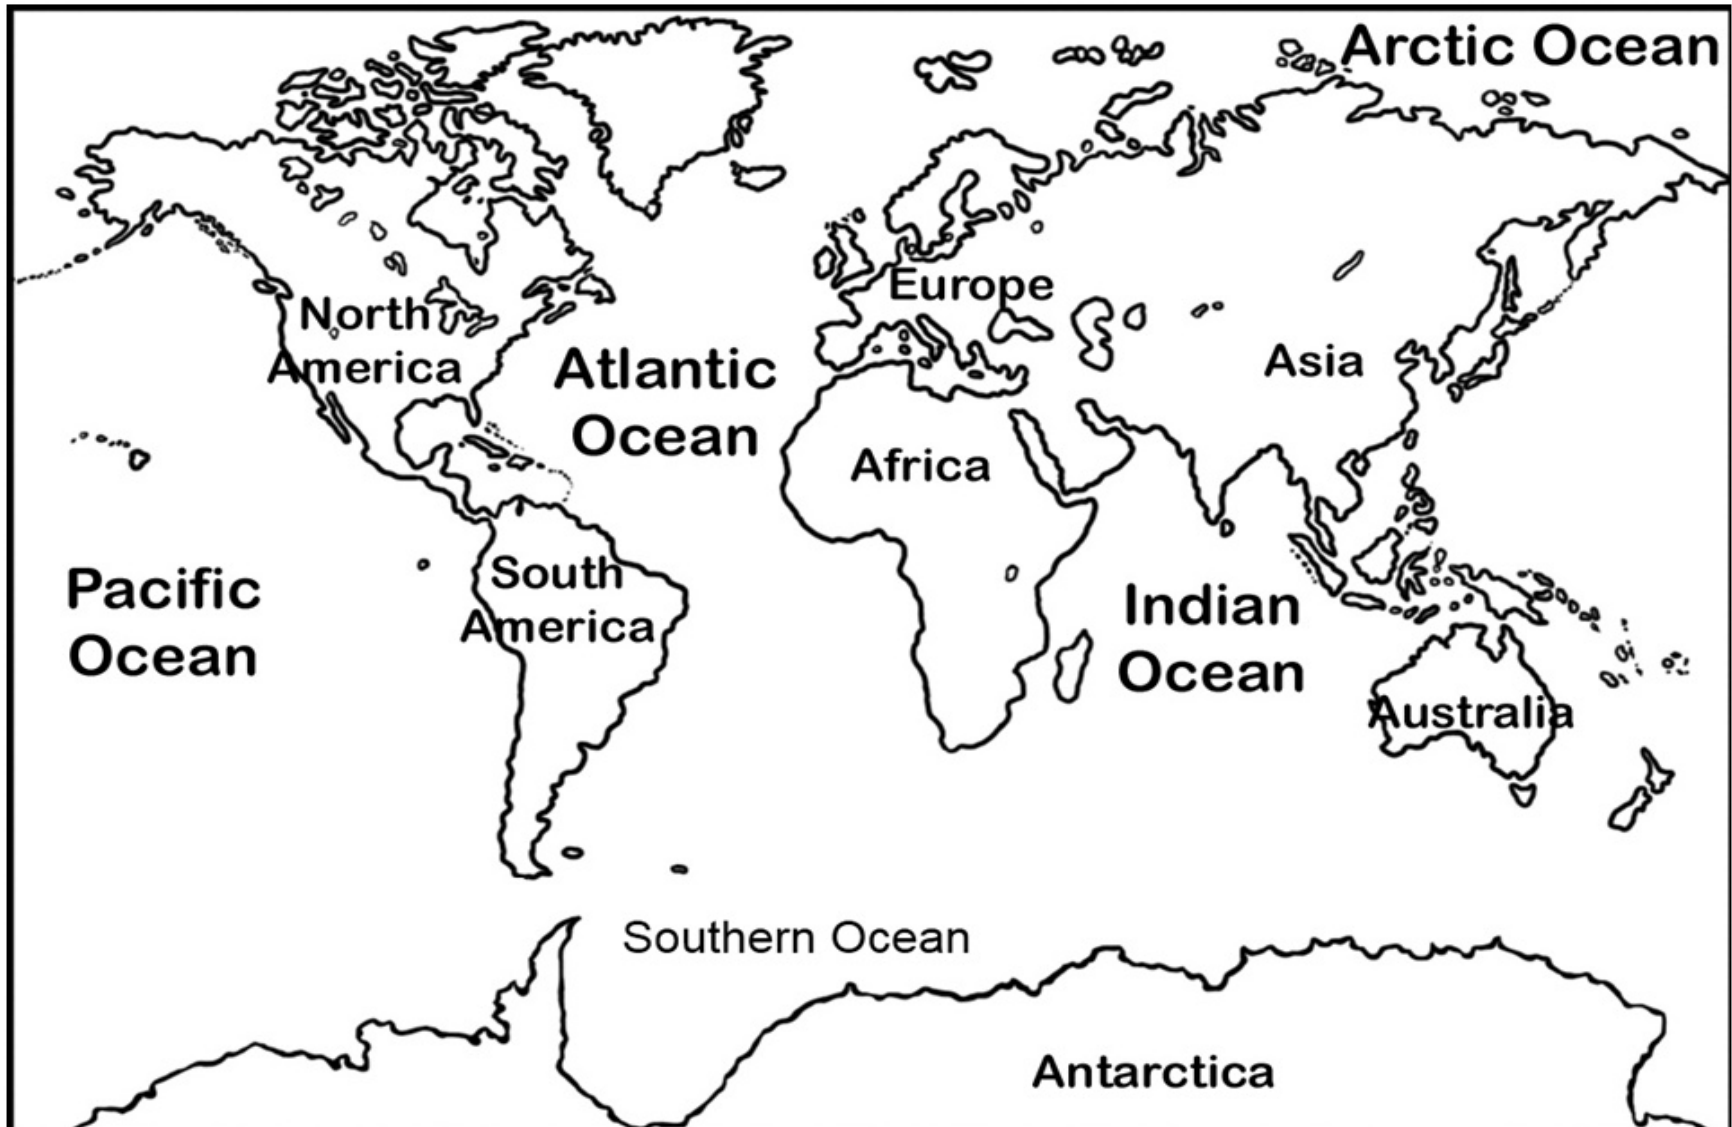 Arctic Ocean
Europe
North
America
Atlantic
Ocean
Asia
Africa
Pacific
Ocean
South
America
Indian
Ocean
Australia
Southern Ocean
Antarctica